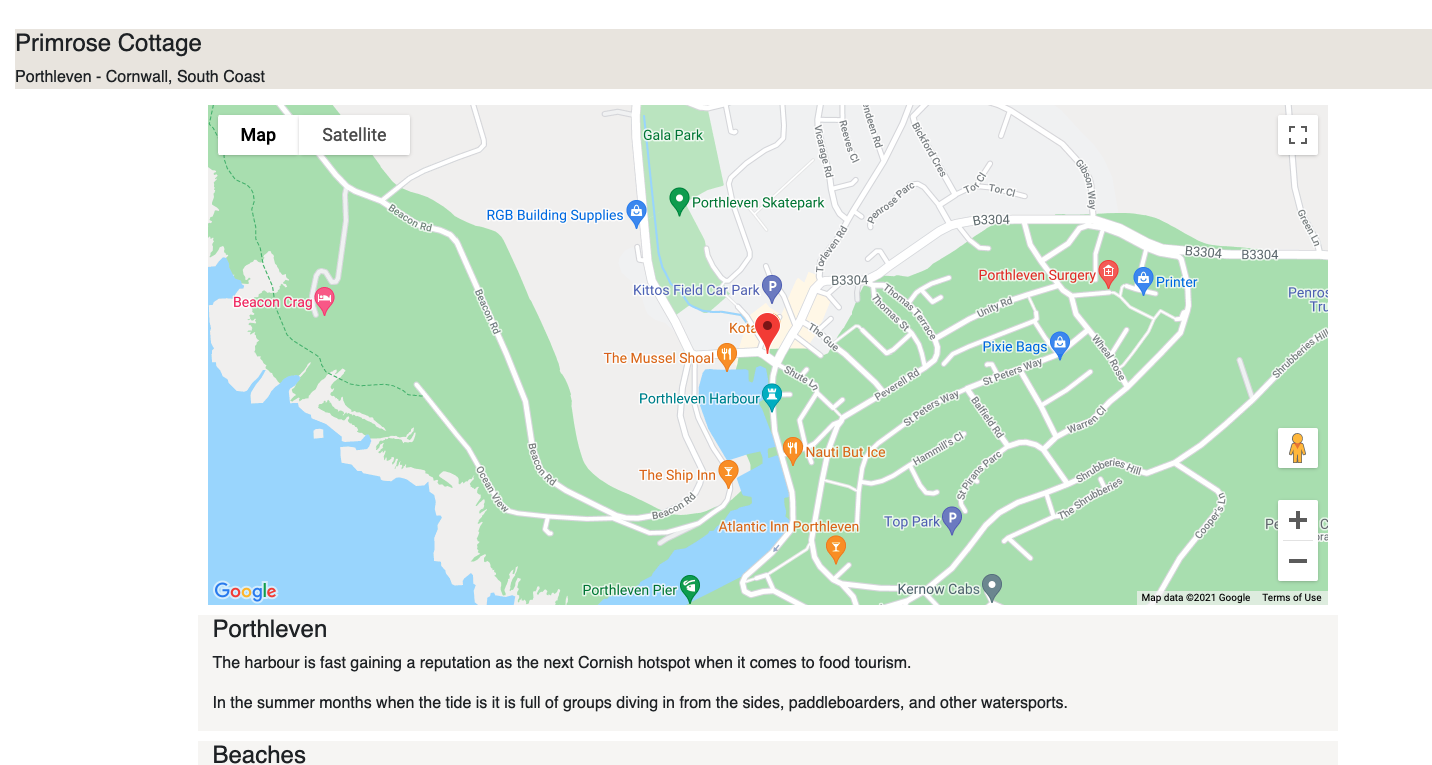 Primrose Cottage
Porthleven - Cornwall, South Coast
Map
Satellite
Gala Park
Vicarage Rd
Reeves Cl
Bickford Cres
Gibson Way
Tor Cl
Tor Cl
Penrose Parc
Green Ln
Porthleven Skatepark
RGB Building Supplies
Beacon Rd
B3304
Torleven Rd
B3304
B3304
B3304
Porthleven Surgery
Printer
Kittos Field Car Park
Beacon Crag
Beacon Rd
Thomas Terrace
Thomas St
Unity Rd
Kota
The Gue
Pixie Bags
Wheal Rose
Shrubberies Hill
The Mussel Shoal
Shute Ln
Peverell Rd
St Peters Way
Porthleven Harbour
St Peters Way
Balfield Rd
Warren Cl
Beacon Rd
Nauti But Ice
Hammill's Cl
The Ship Inn
Ocean View
St Pirans Parc
Shrubberies Hill
The Shrubberies
Beacon Rd
Cooper's Ln
Atlantic Inn Porthleven
Top Park
Porthleven Pier
Kernow Cabs
Google
Map data ©2021 Google
Terms of Use
Porthleven
The harbour is fast gaining a reputation as the next Cornish hotspot when it comes to food tourism.
In the summer months when the tide is it is full of groups diving in from the sides, paddleboarders, and other watersports.
Beaches